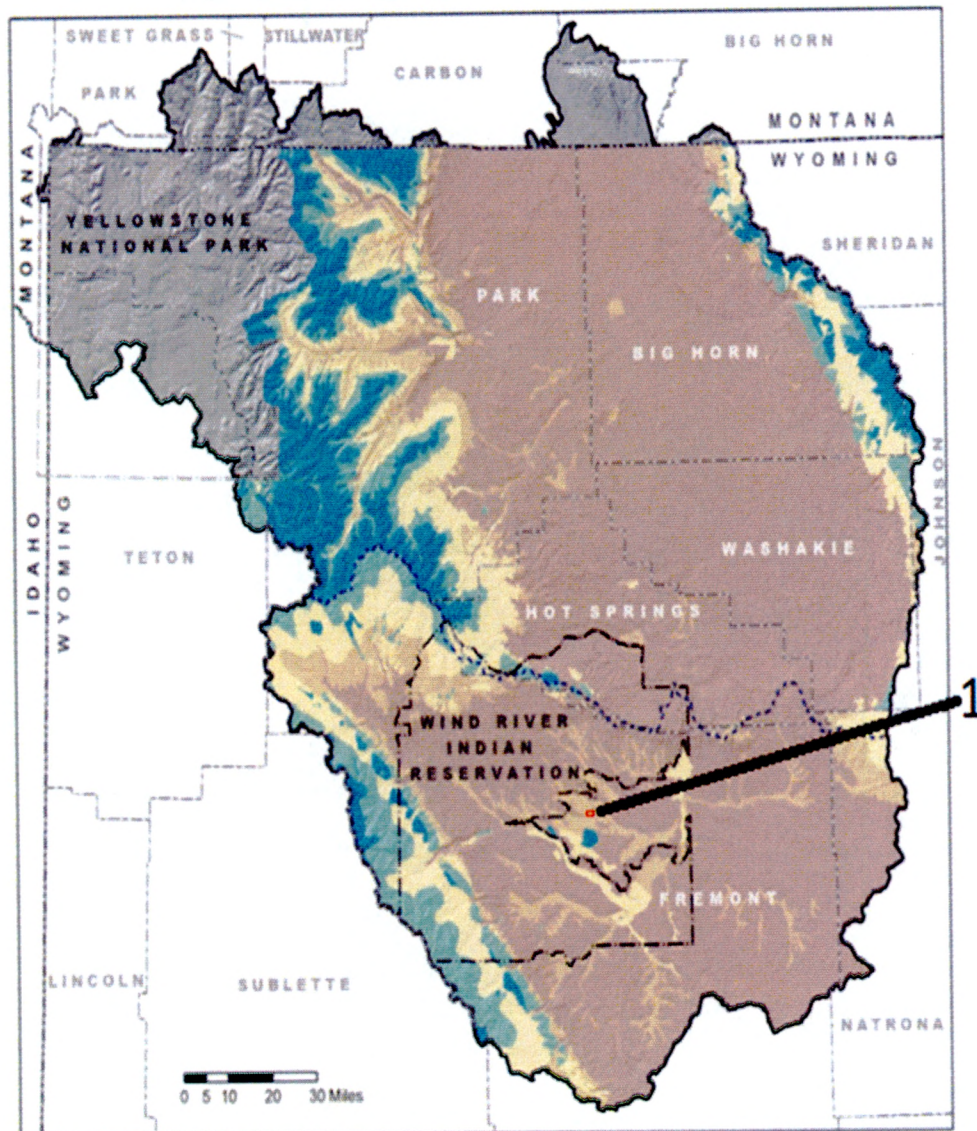 SWEET GRASS
STILLWATER
BIG HORN
CARBON
PARK
MONTANA
WYOMING
MONTANA
YELLOWSTONE
NATIONAL PARK
SHERIDAN
PARK
BIG HORN
JOHNSON
IDAHO
WYOMING
TETON
WASHAKIE
HOT SPRINGS
1
WIND RIVER
INDIAN
RESERVATION
FREMONT
LINCOLN
SUBLETTE
NATRONA
0 5 10 20 30 Miles